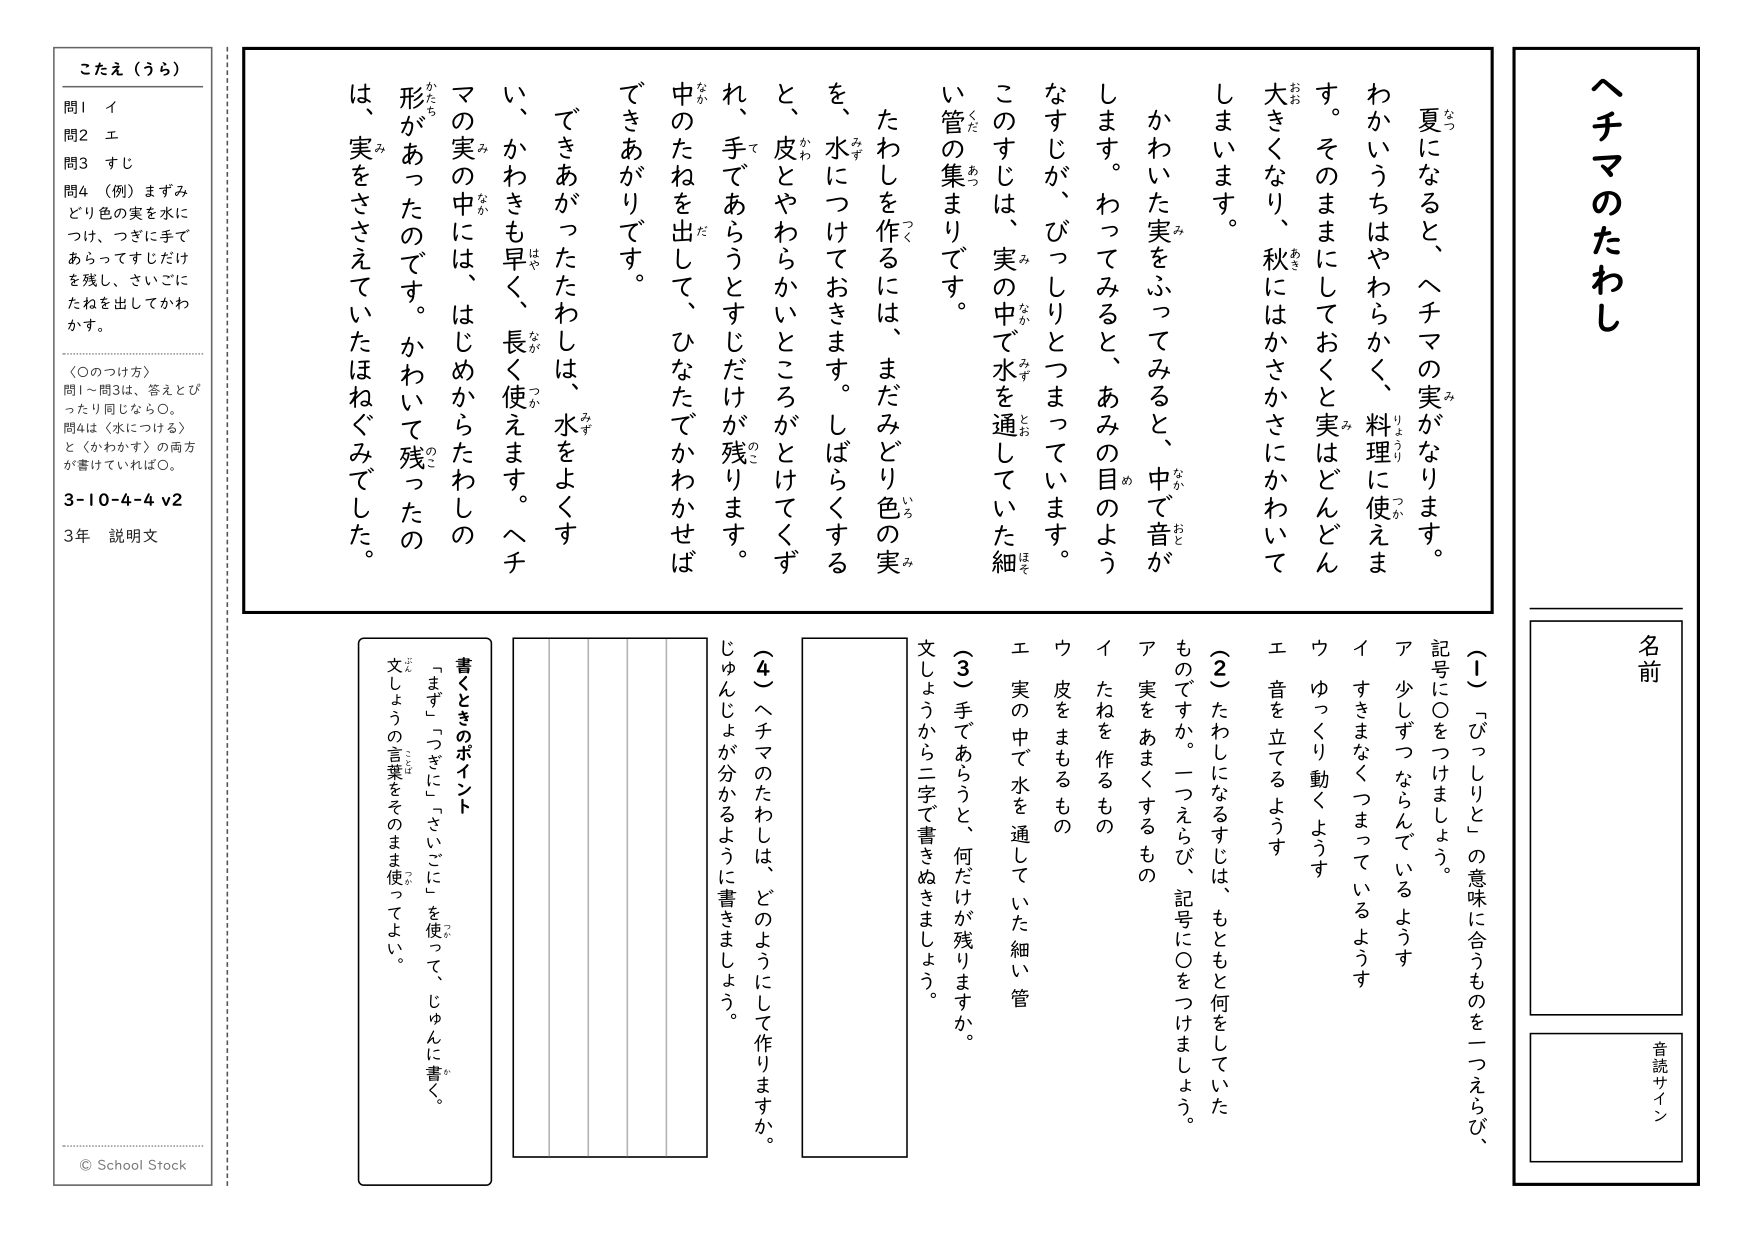 ヘチマのたわし
名前
音読サイン
夏になると、ヘチマの実がなります。
わかいうちはやわらかく、料理に使えま
す。そのままにしておくと実はどんどん
大きくなり、秋にはかさかさにかわいて
しまいます。
かわいた実をふってみると、中で音が
します。わってみると、あみの目のよう
なすじが、びっしりとつまっています。
このすじは、実の中で水を通していた細
い管の集まりです。
たわしを作るには、まだみどり色の実
を、水につけておきます。しばらくする
と、皮とやわらかいところがとけてくず
れ、手であらうとすじだけが残ります。
中のたねを出して、ひなたでかわかせば
できあがりです。
できあがったたわしは、水をよくす
い、かわきも早く、長く使えます。ヘチ
マの実の中には、はじめからたわしの
形があったのです。かわいて残ったの
は、実をささえていたほねぐみでした。
(1)「びっしりと」の意味に合うものを一つえらび、
記号に○をつけましょう。
ア 少しずつ ならんで いる ようす
イ すきまなく つまって いる ようす
ウ ゆっくり 動く ようす
エ 音を 立てる ようす
(2)たわしになるすじは、もともと何をしていた
ものですか。一つえらび、記号に○をつけましょう。
ア 実を あまくする もの
イ たねを 作る もの
ウ 皮を まもる もの
エ 実の 中で 水を 通して いた 細い 管
(3)手であらうと、何だけが残りますか。
文しょうから二字で書きぬきましょう。
(4)ヘチマのたわしは、どのようにして作りますか。
じゅんじょが分かるように書きましょう。
書くときのポイント
「まず」「つぎに」「さいごに」を使って、じゅんに書く。
文しょうの言葉をそのまま使ってよい。
こたえ（うら）
問1 イ
問2 エ
問3 すじ
問4 （例）まずみ
どり色の実を水に
つけ、つぎに手で
あらってすじだけ
を残し、さいごに
たねを出してかわ
かす。
〈○のつけ方〉
問1～問3は、答えとぴ
ったり同じなら○。
問4は〈水につける〉
と〈かわかす〉の両方
が書けていれば○。
3-10-4-4 v2
3年 説明文
© School Stock